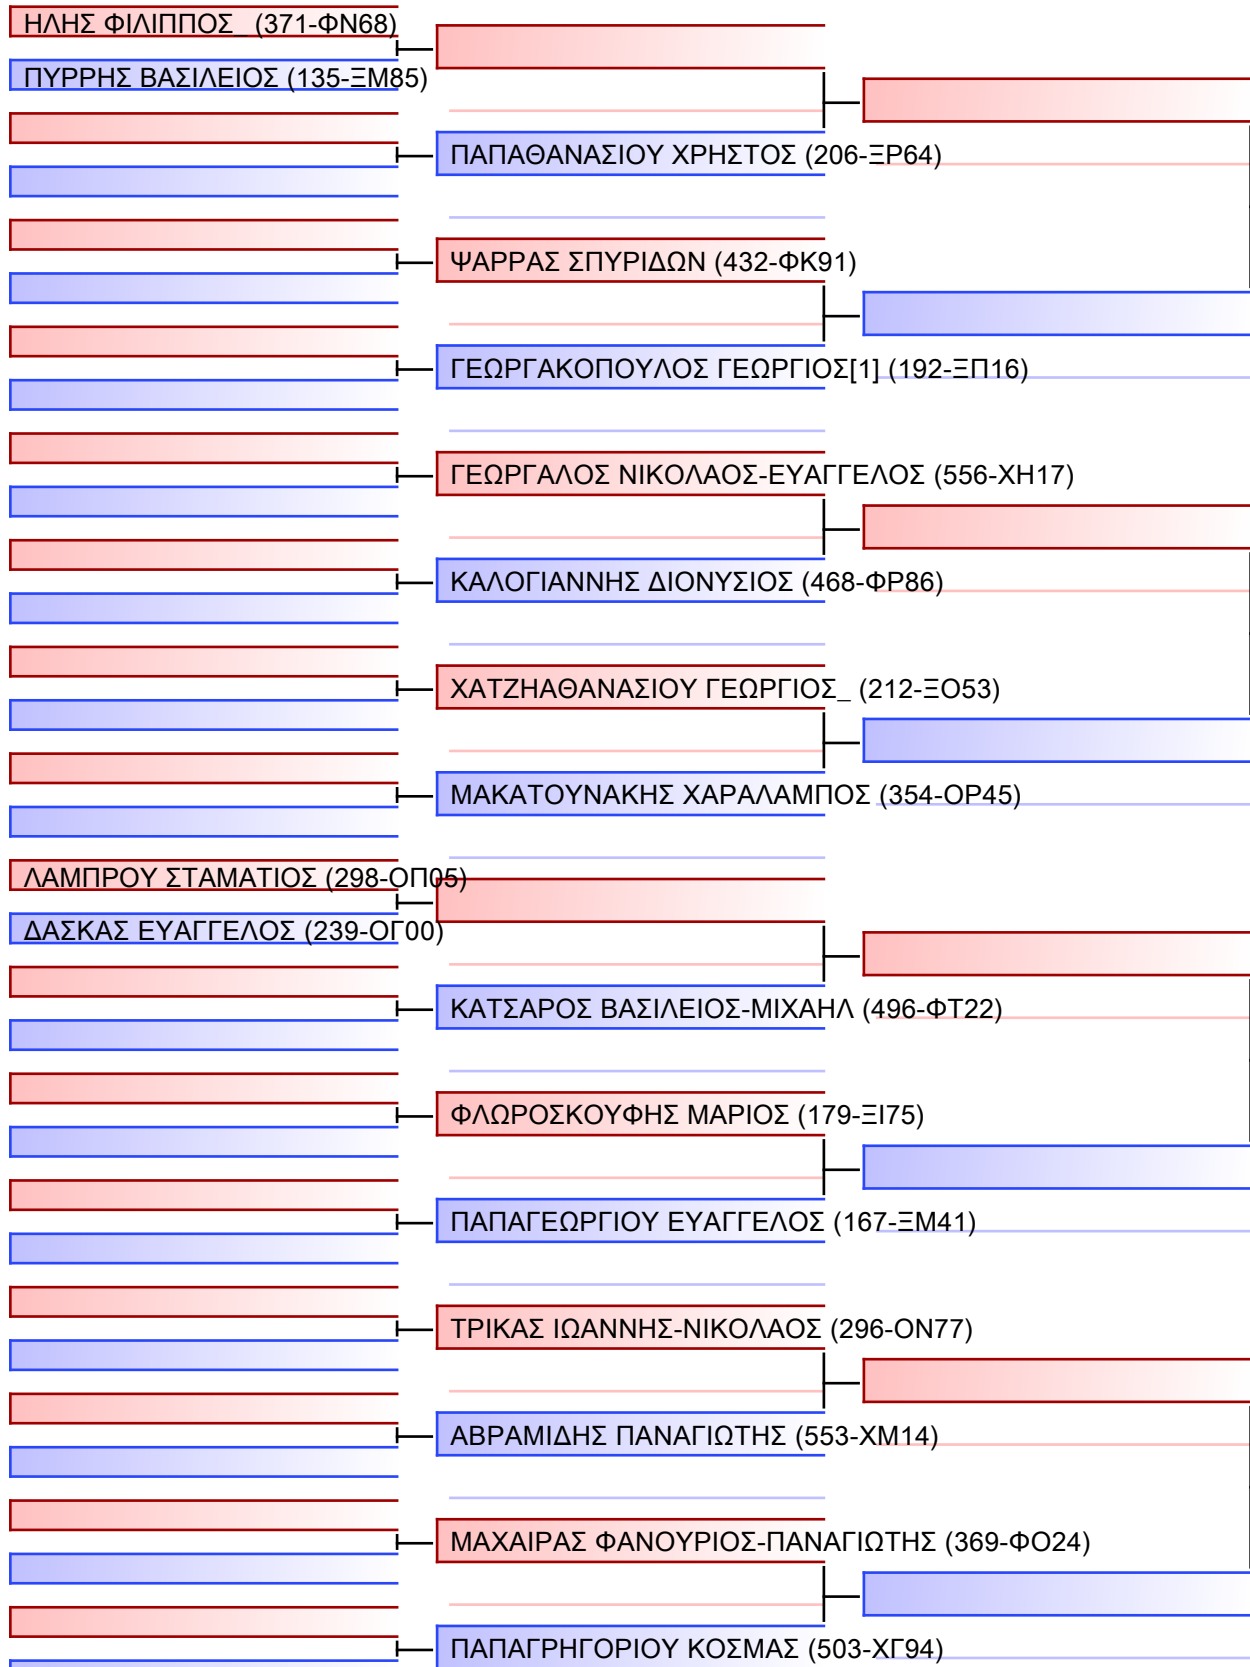 ΗΛΗΣ ΦΙΛΙΠΠΟΣ_ (371-ΦΝ68)
ΠΥΡΡΗΣ ΒΑΣΙΛΕΙΟΣ (135-ΞΜ85)
ΠΑΠΑΘΑΝΑΣΙΟΥ ΧΡΗΣΤΟΣ (206-ΞΡ64)
ΨΑΡΡΑΣ ΣΠΥΡΙΔΩΝ (432-ΦΚ91)
ΓΕΩΡΓΑΚΟΠΟΥΛΟΣ ΓΕΩΡΓΙΟΣ[1] (192-ΞΠ16)
ΓΕΩΡΓΑΛΟΣ ΝΙΚΟΛΑΟΣ-ΕΥΑΓΓΕΛΟΣ (556-ΧΗ17)
ΚΑΛΟΓΙΑΝΝΗΣ ΔΙΟΝΥΣΙΟΣ (468-ΦΡ86)
ΧΑΤΖΗΑΘΑΝΑΣΙΟΥ ΓΕΩΡΓΙΟΣ_ (212-ΞΟ53)
ΜΑΚΑΤΟΥΝΑΚΗΣ ΧΑΡΑΛΑΜΠΟΣ (354-ΟΡ45)
ΛΑΜΠΡΟΥ ΣΤΑΜΑΤΙΟΣ (298-ΟΠ05)
ΔΑΣΚΑΣ ΕΥΑΓΓΕΛΟΣ (239-ΟΓ00)
ΚΑΤΣΑΡΟΣ ΒΑΣΙΛΕΙΟΣ-ΜΙΧΑΗΛ (496-ΦΤ22)
ΦΛΩΡΟΣΚΟΥΦΗΣ ΜΑΡΙΟΣ (179-ΞΙ75)
ΠΑΠΑΓΕΩΡΓΙΟΥ ΕΥΑΓΓΕΛΟΣ (167-ΞΜ41)
ΤΡΙΚΑΣ ΙΩΑΝΝΗΣ-ΝΙΚΟΛΑΟΣ (296-ΟΝ77)
ΑΒΡΑΜΙΔΗΣ ΠΑΝΑΓΙΩΤΗΣ (553-ΧΜ14)
ΜΑΧΑΙΡΑΣ ΦΑΝΟΥΡΙΟΣ-ΠΑΝΑΓΙΩΤΗΣ (369-ΦΟ24)
ΠΑΠΑΓΡΗΓΟΡΙΟΥ ΚΟΣΜΑΣ (503-ΧΓ94)